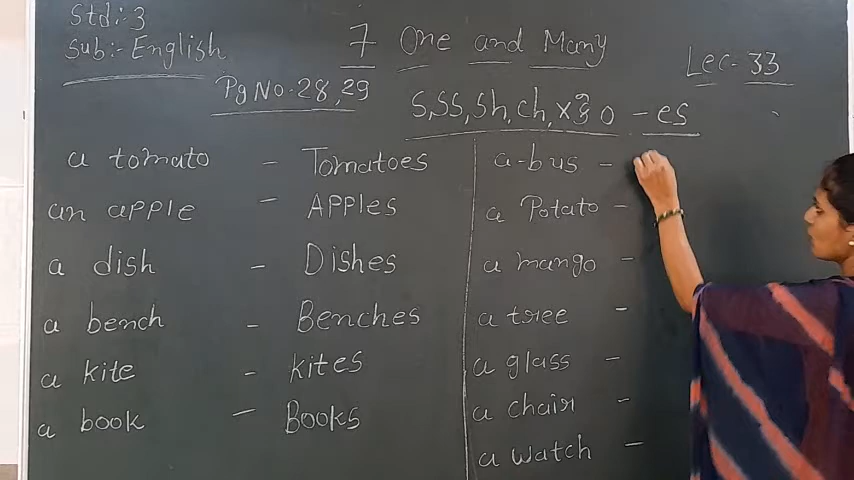 Std:-3
Sub:- English
7 One and Many
Lec- 33
Pg No. 28, 29
S, SS, Sh, Ch, X & O - es
a tomato - Tomatoes
an apple - APPles
a dish - Dishes
a bench - Benches
a kite - kites
a book - Books
a-bus -
a Potato -
a mango -
a tree -
a glass -
a chair -
a watch -